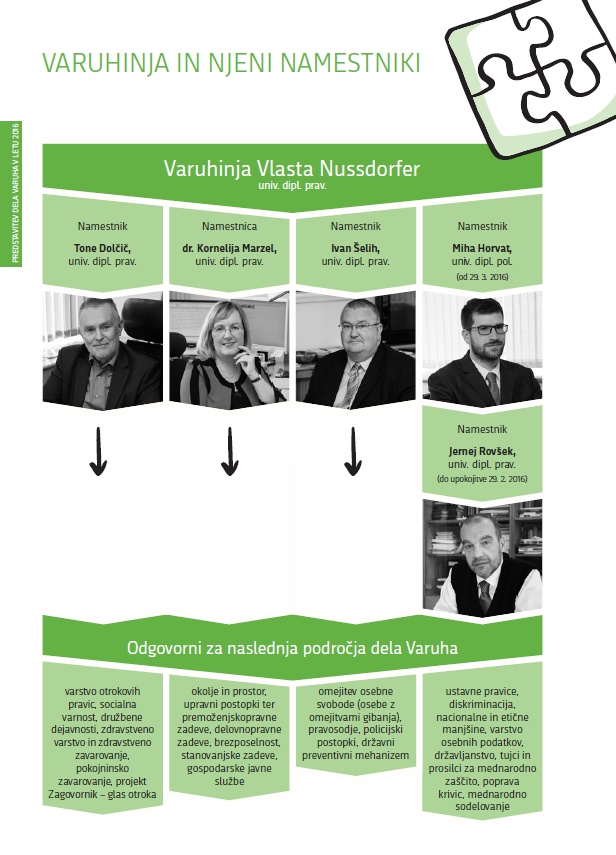 VARUHINJA IN NJENI NAMESTNIKI
PREDSTAVITEV DELA VARUHA V LETU 2016
Varuhinja Vlasta Nussdorfer
univ. dipl. prav.
Namestnik
Tone Dolčič,
univ. dipl. prav.
Namestnica
dr. Kornelija Marzel,
univ. dipl. prav.
Namestnik
Ivan Šelih,
univ. dipl. prav.
Namestnik
Miha Horvat,
univ. dipl. pol.
(od 29. 3. 2016)
Namestnik
Jernej Rovšek,
univ. dipl. prav.
(do upokojitve 29. 2. 2016)
Odgovorni za naslednja področja dela Varuha
varstvo otrokovih
pravic, socialna
varnost, družbene
dejavnosti, zdravstveno
varstvo in zdravstveno
zavarovanje,
pokojninsko
zavarovanje, projekt
Zagovornik – glas otroka
okolje in prostor,
upravni postopki ter
premoženjskopravne
zadeve, delovnopravne
zadeve, brezposelnost,
stanovanjske zadeve,
gospodarske javne
službe
omejitev osebne
svobode (osebe z
omejitvami gibanja),
pravosodje, policijski
postopki, državni
preventivni mehanizem
ustavne pravice,
diskriminacija,
nacionalne in etične
manjšine, varstvo
osebnih podatkov,
državljanstvo, tujci in
prosilci za mednarodno
zaščito, poprava
krivic, mednarodno
sodelovanje